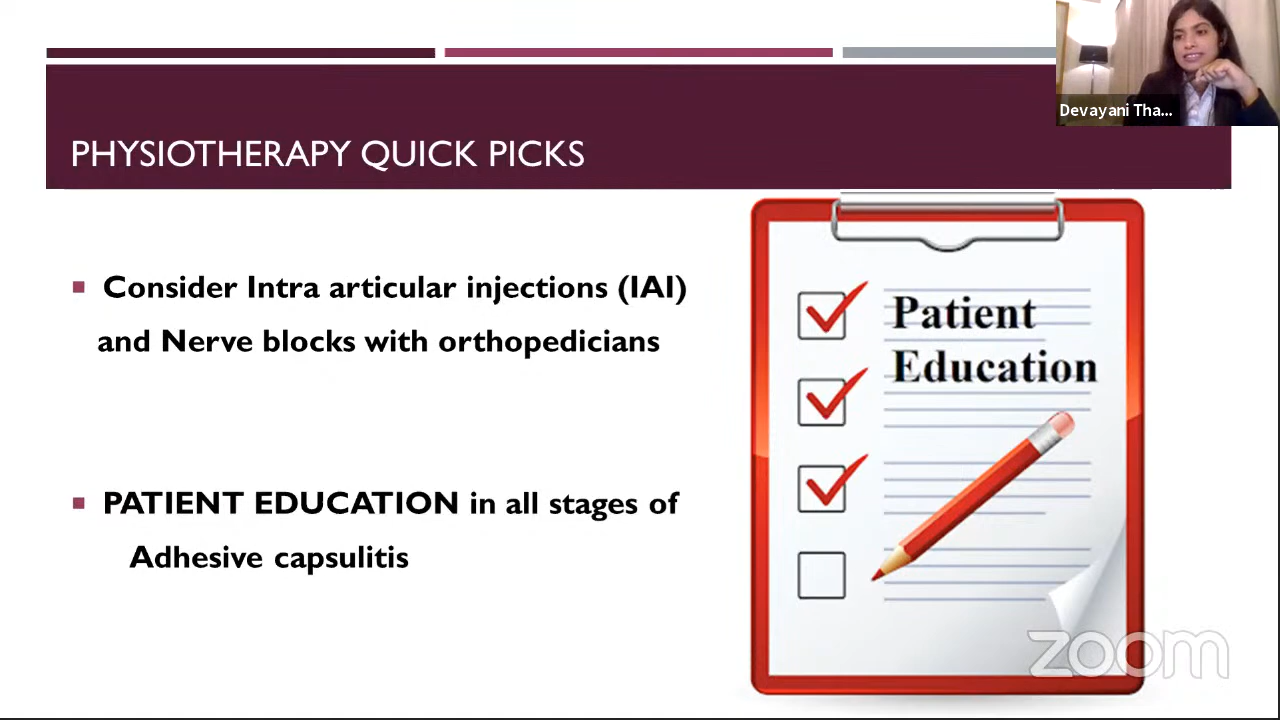 Devayani Tha...
PHYSIOTHERAPY QUICK PICKS
Consider Intra articular injections (IAI)
and Nerve blocks with orthopedicians
PATIENT EDUCATION in all stages of
Adhesive capsulitis
Patient
Education
zoom